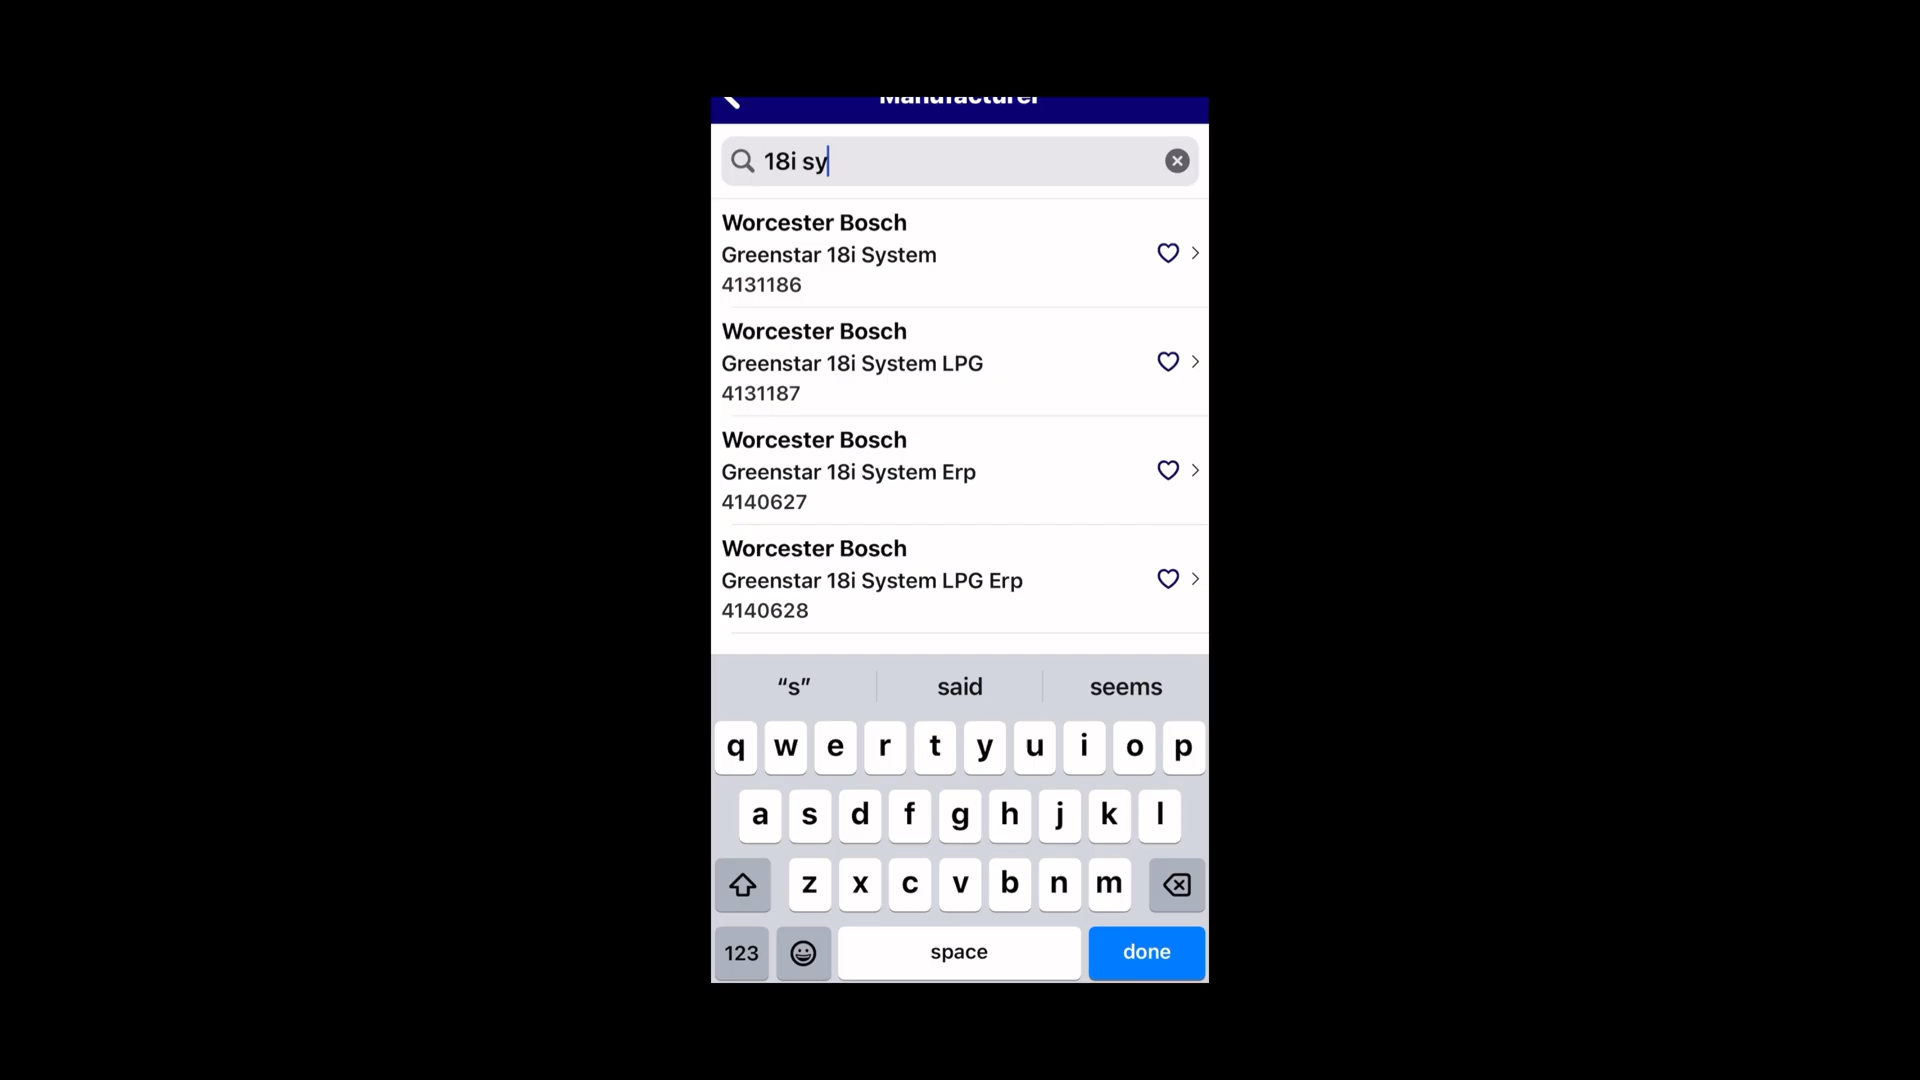 Manufacturer
18i sy
Worcester Bosch
Greenstar 18i System
4131186
Worcester Bosch
Greenstar 18i System LPG
4131187
Worcester Bosch
Greenstar 18i System Erp
4140627
Worcester Bosch
Greenstar 18i System LPG Erp
4140628
“s” said seems
q w e r t y u i o p
a s d f g h j k l
z x c v b n m
123 space done